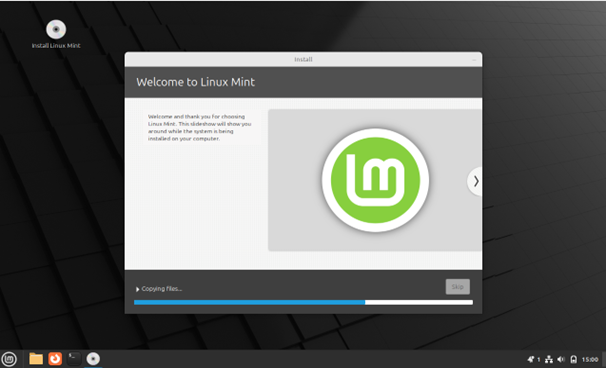 Install Linux Mint
Install
Welcome to Linux Mint
Welcome and thank you for choosing
Linux Mint. This slideshow will show you
around while the system is being
installed on your computer.
Copying files...
Skip
1
15:00